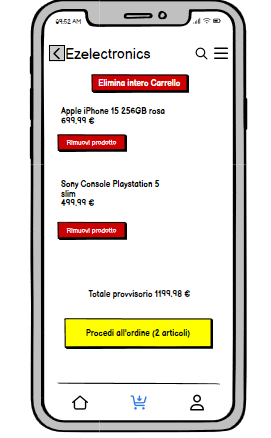 09:52 AM
Ezelectronics
Elimina intero Carrello
Apple iPhone 15 256GB rosa
699,99 €
Rimuovi prodotto
Sony Console Playstation 5
slim
499,99 €
Rimuovi prodotto
Totale provvisorio 1199,98 €
Procedi all'ordine (2 articoli)